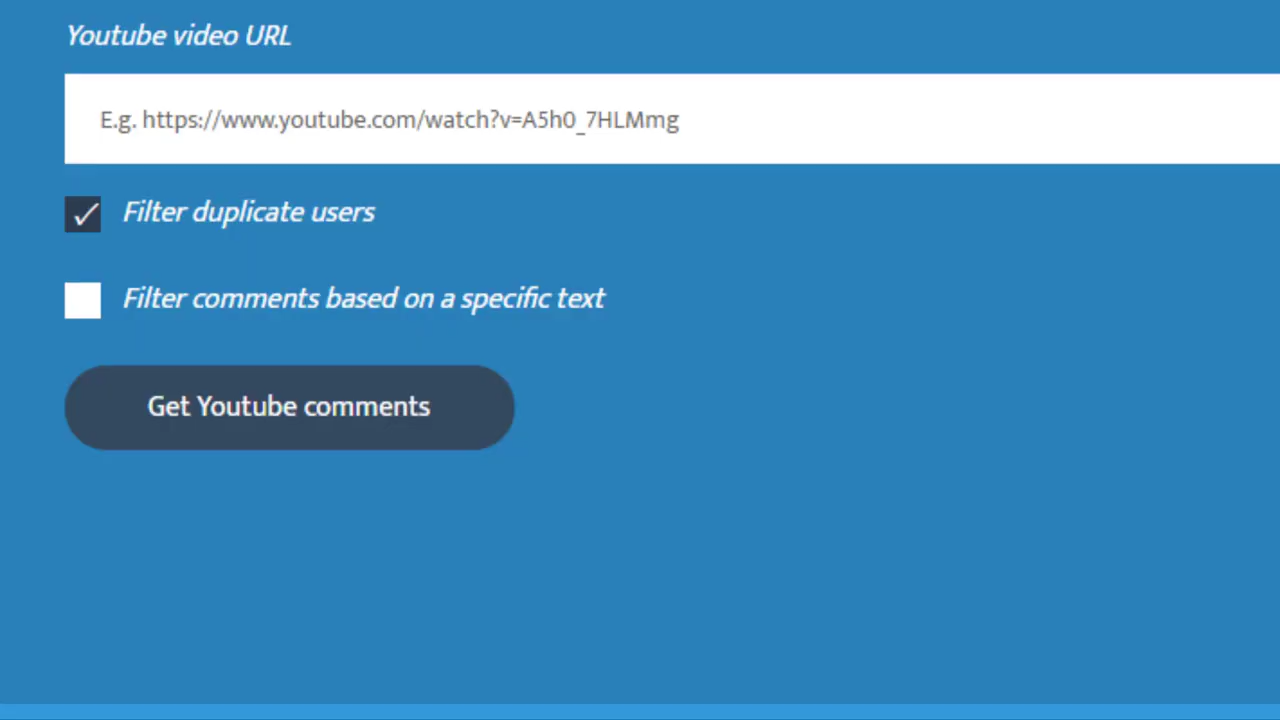 Youtube video URL
E.g. https://www.youtube.com/watch?v=A5h0_7HLMmg
Filter duplicate users
Filter comments based on a specific text
Get Youtube comments